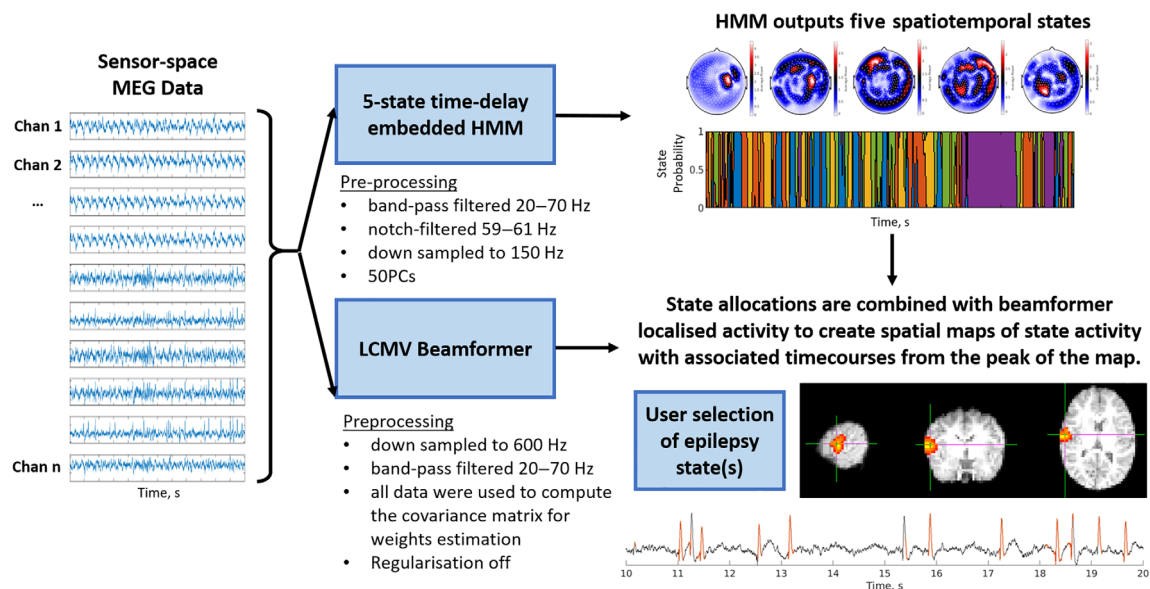 Sensor-space
MEG Data
Chan 1
Chan 2
...
Chan n
Time, s
5-state time-delay
embedded HMM
Pre-processing
• band-pass filtered 20–70 Hz
• notch-filtered 59–61 Hz
• down sampled to 150 Hz
• 50PCs
LCMV Beamformer
Preprocessing
• down sampled to 600 Hz
• band-pass filtered 20–70 Hz
• all data were used to compute
the covariance matrix for
weights estimation
• Regularisation off
HMM outputs five spatiotemporal states
State
Probability
1
0.5
0
Time, s
State allocations are combined with beamformer
localised activity to create spatial maps of state activity
with associated timecourses from the peak of the map.
User selection
of epilepsy
state(s)
10 11 12 13 14 15 16 17 18 19 20
Time, s